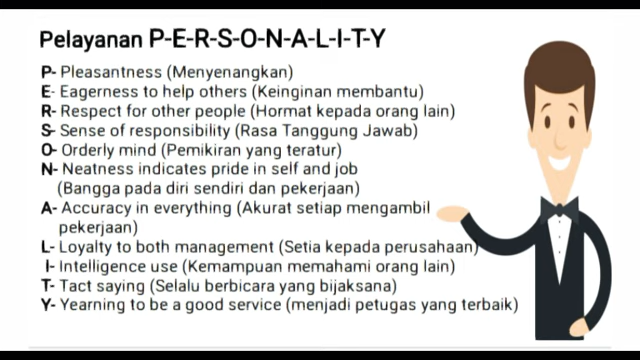 Pelayanan P-E-R-S-O-N-A-L-I-T-Y
P- Pleasantness (Menyenangkan)
E- Eagerness to help others (Keinginan membantu)
R- Respect for other people (Hormat kepada orang lain)
S- Sense of responsibility (Rasa Tanggung Jawab)
O- Orderly mind (Pemikiran yang teratur)
N- Neatness indicates pride in self and job
(Bangga pada diri sendiri dan pekerjaan)
A- Accuracy in everything (Akurat setiap mengambil
pekerjaan)
L- Loyalty to both management (Setia kepada perusahaan)
I- Intelligence use (Kemampuan memahami orang lain)
T- Tact saying (Selalu berbicara yang bijaksana)
Y- Yearning to be a good service (menjadi petugas yang terbaik)